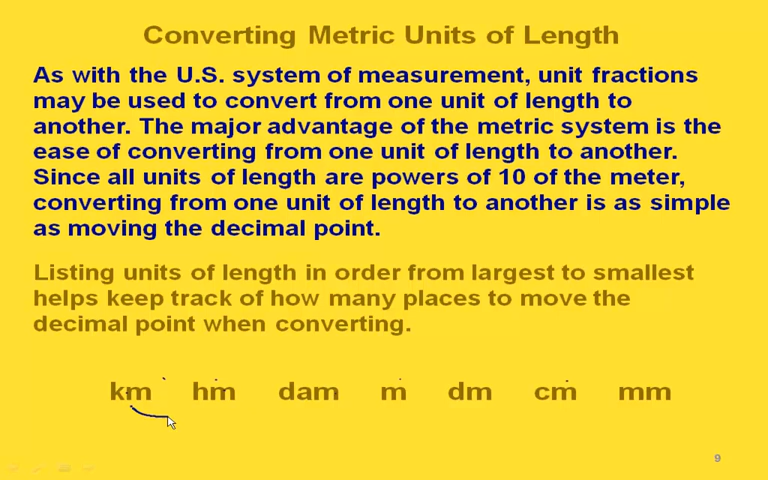 Converting Metric Units of Length
As with the U.S. system of measurement, unit fractions
may be used to convert from one unit of length to
another. The major advantage of the metric system is the
ease of converting from one unit of length to another.
Since all units of length are powers of 10 of the meter,
converting from one unit of length to another is as simple
as moving the decimal point.
Listing units of length in order from largest to smallest
helps keep track of how many places to move the
decimal point when converting.
km hm dam m dm cm mm
9